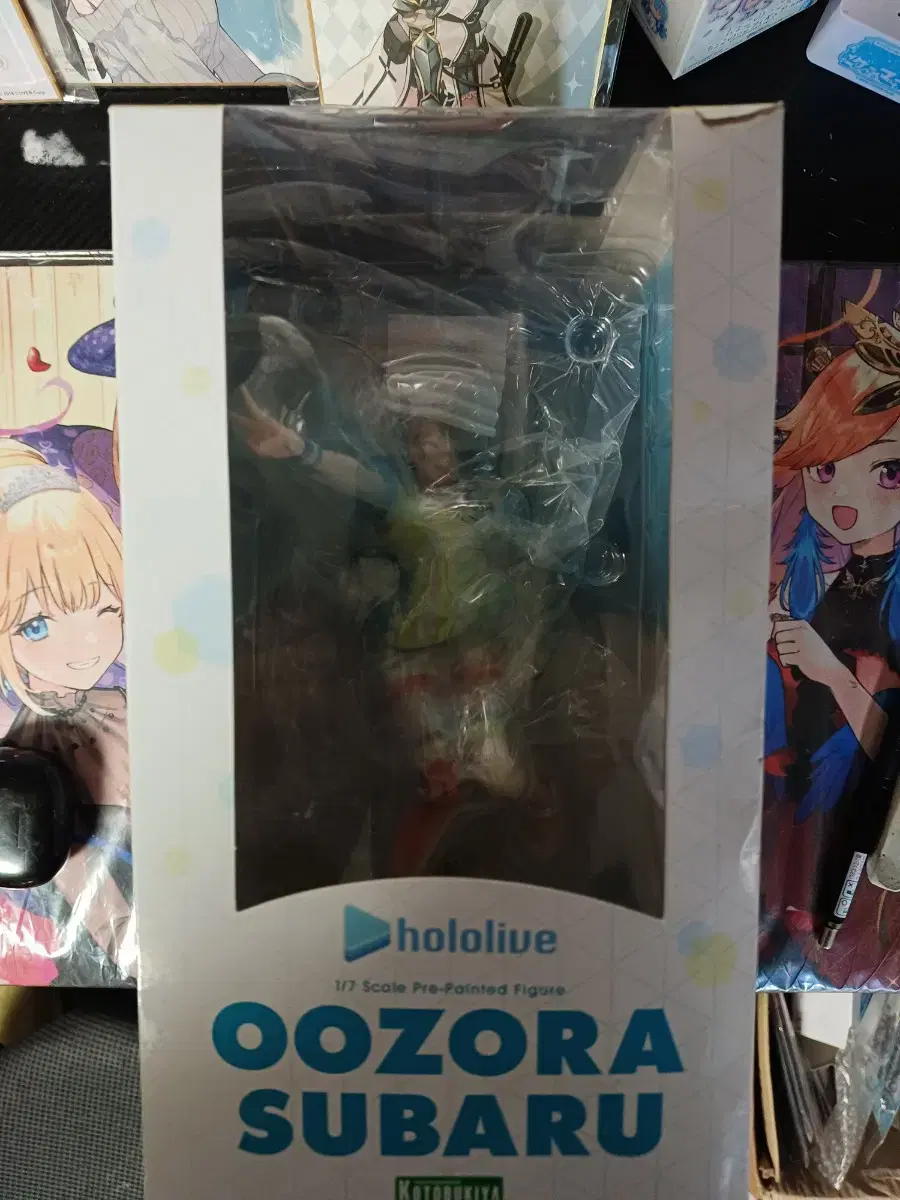 hololive
1/7 Scale Pre-Painted Figure
OOZORA
SUBARU
KOTOBUKIYA